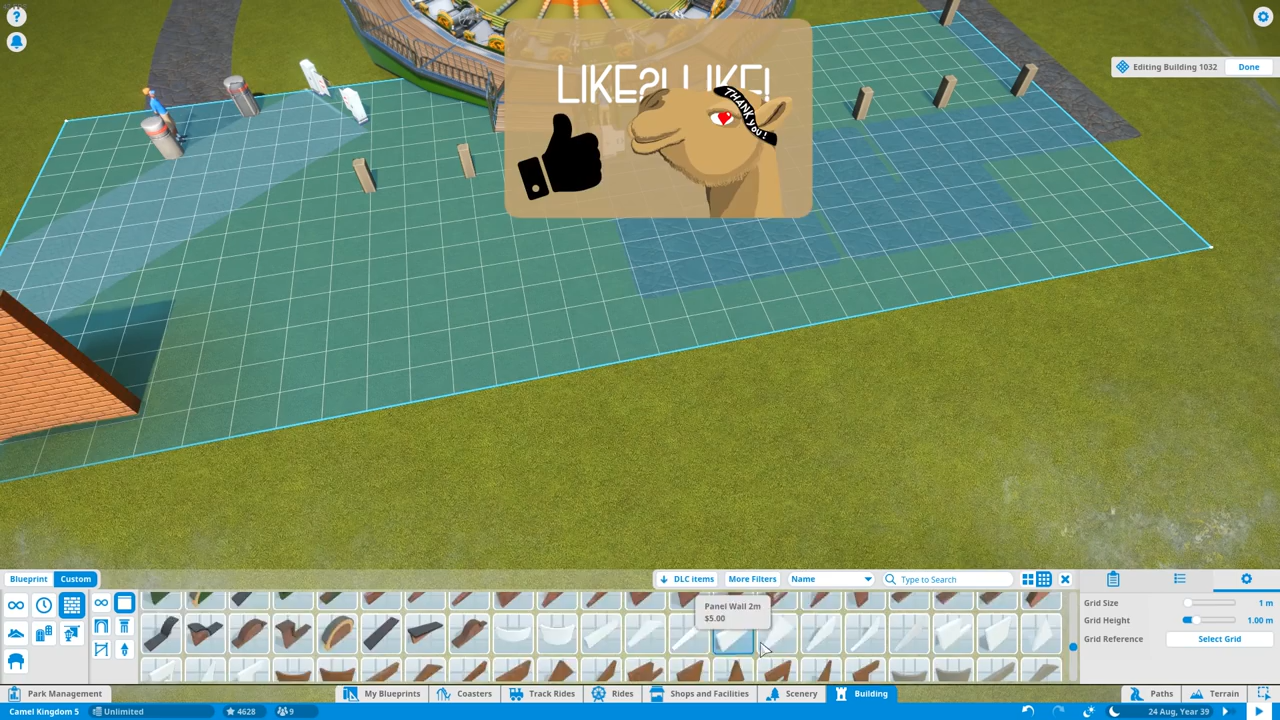 ?
LIKE? LIKE!
THANK YOU!
Editing Building 1032
Done
Blueprint
Custom
DLC items
More Filters
Name
Type to Search
Panel Wall 2m
$5.00
Grid Size
1 m
Grid Height
1.00 m
Grid Reference
Select Grid
Park Management
My Blueprints
Coasters
Track Rides
Rides
Shops and Facilities
Scenery
Building
Paths
Terrain
Camel Kingdom 5
Unlimited
4628
9
24 Aug, Year 39